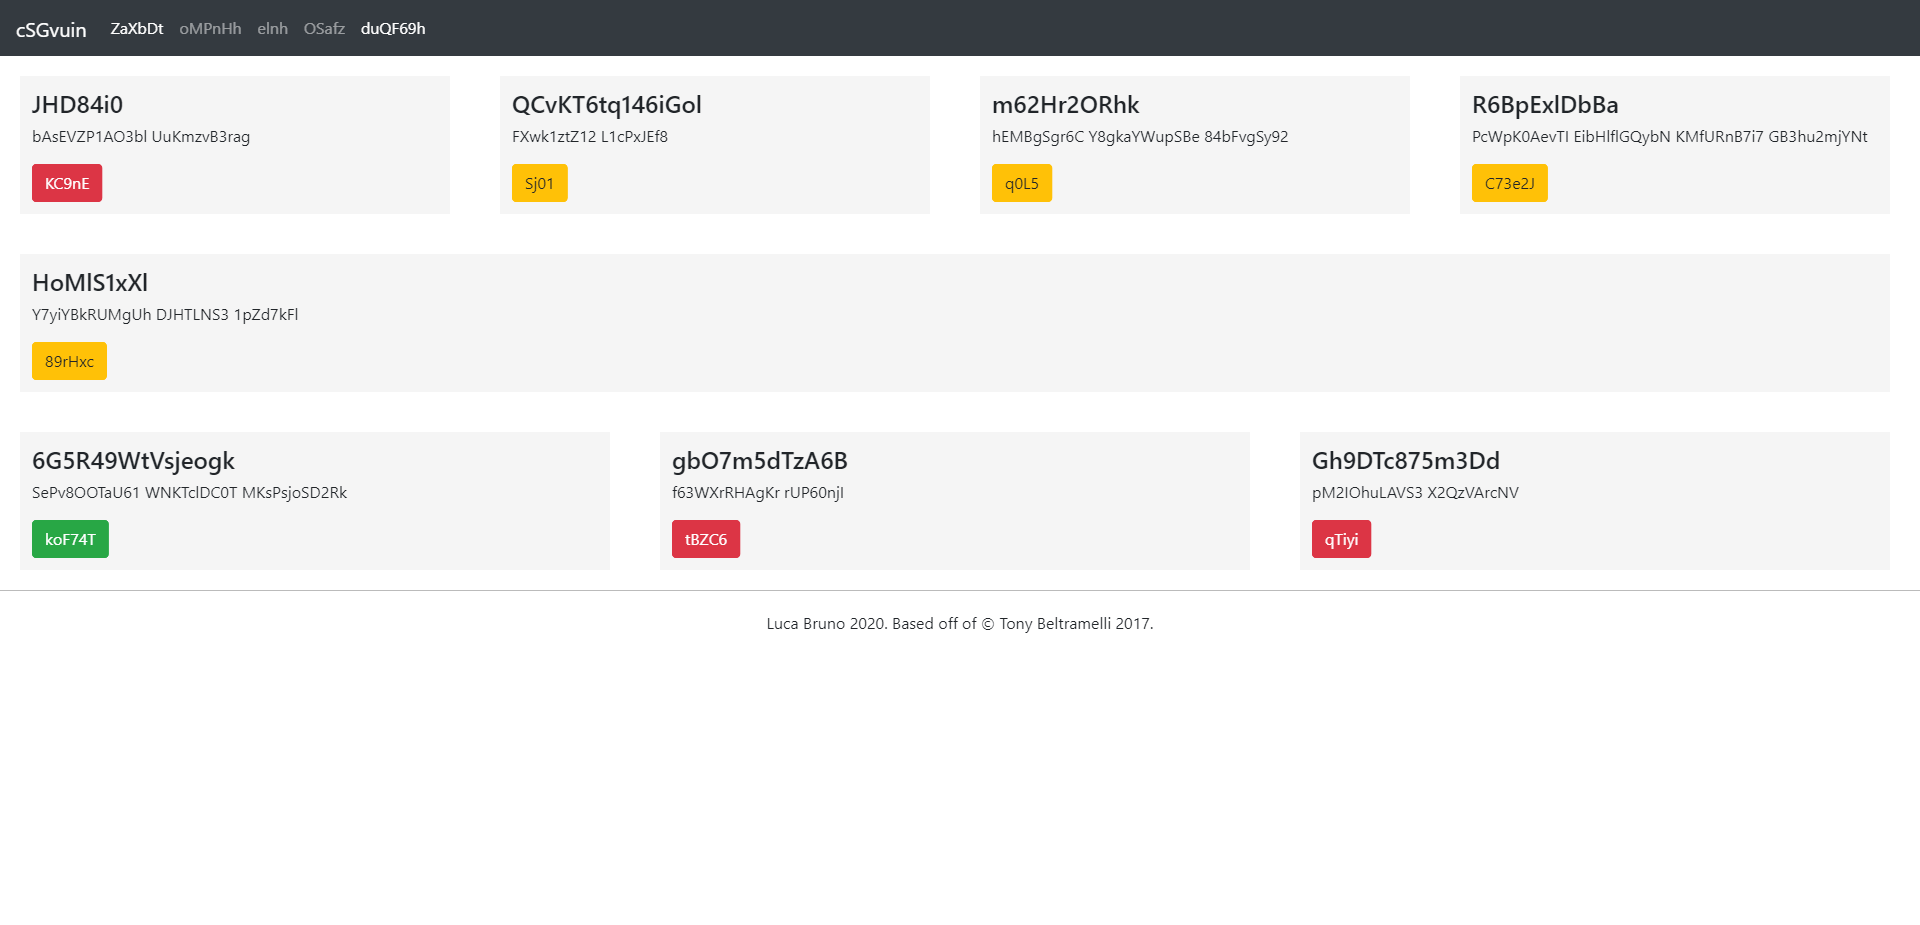 cSGvuin ZaXbDt oMPnHh elnh OSafz duQF69h
JHD84i0
bAsEVZP1AO3bl UuKmzvB3rag
KC9nE
QCvKT6tq146iGol
FXwk1ztZ12 L1cPxJEf8
Sj01
m62Hr2ORhk
hEMBgSgr6C Y8gkaYWupSBe 84bFvgSy92
q0L5
R6BpExlDbBa
PcWpK0AevTI EibHlflGQybN KMfURnB7i7 GB3hu2mjYNt
C73e2J
HoMlS1xXl
Y7yiYBkRUMgUh DJHTLNS3 1pZd7kFl
89rHxc
6G5R49WtVsjeogk
SePv8OOTaU61 WNKTclDC0T MKsPsjoSD2Rk
koF74T
gbO7m5dTzA6B
f63WXrRHAgKr rUP60njI
tBZC6
Gh9DTc875m3Dd
pM2IOhuLAVS3 X2QzVArcNV
qTiyi
Luca Bruno 2020. Based off of © Tony Beltramelli 2017.